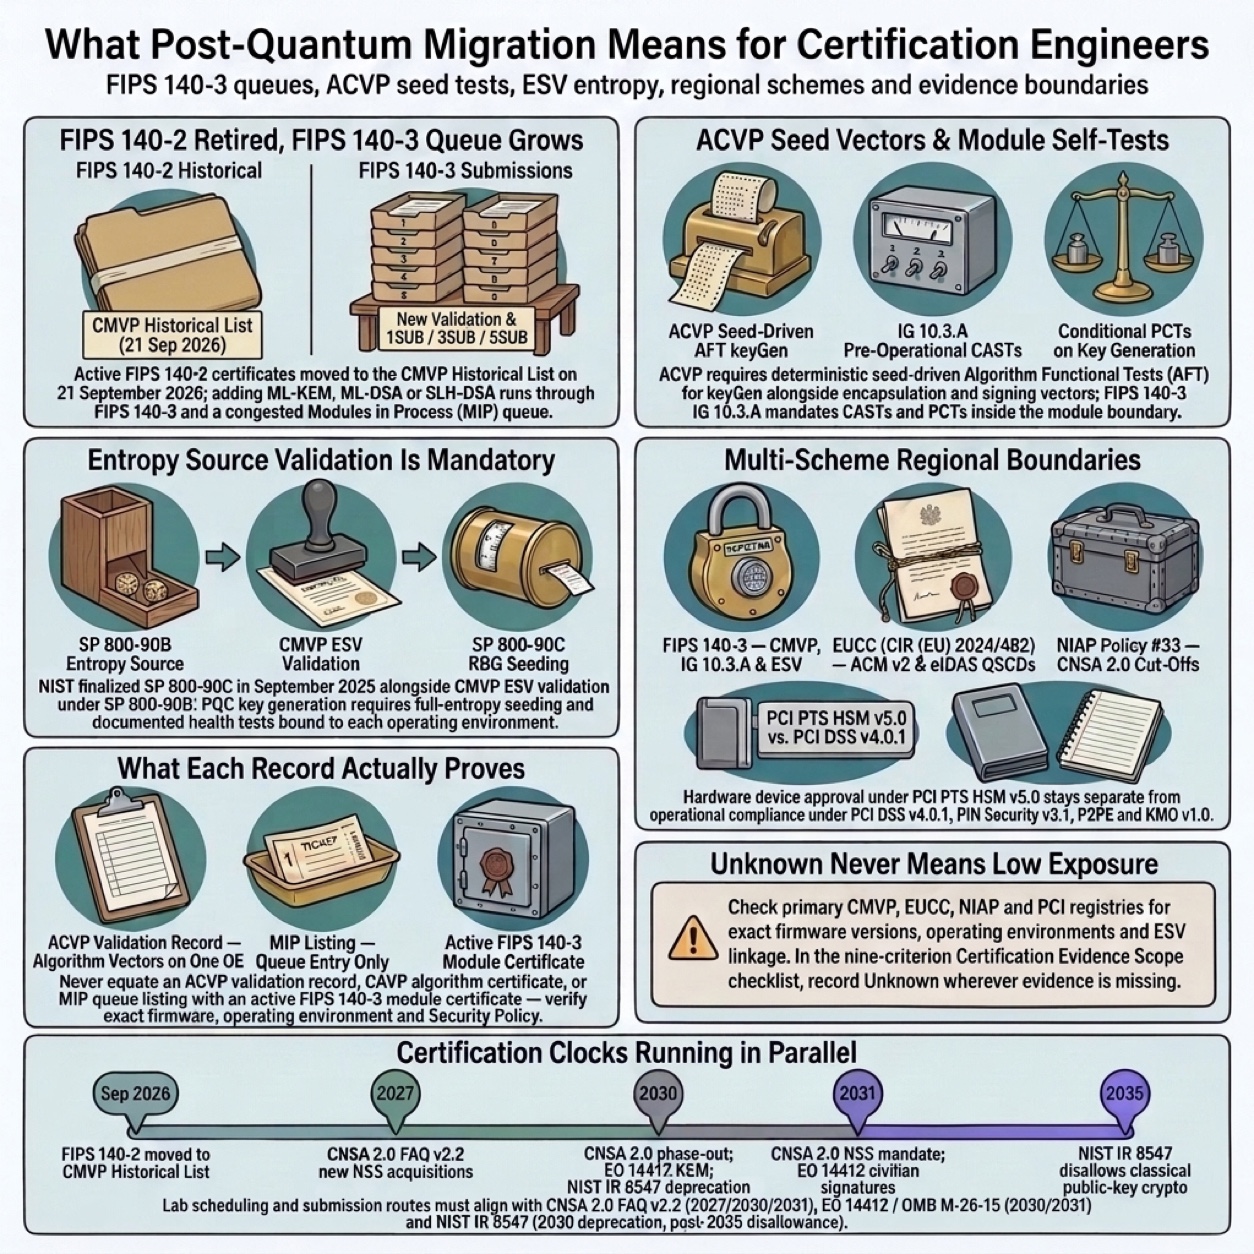 What Post-Quantum Migration Means for Certification Engineers
FIPS 140-3 queues, ACVP seed tests, ESV entropy, regional schemes and evidence boundaries
FIPS 140-2 Retired, FIPS 140-3 Queue Grows
FIPS 140-2 Historical
CMVP Historical List
(21 Sep 2026)
FIPS 140-3 Submissions
1
2
3
4
5
8
0
7
8
0
New Validation &
1SUB / 3SUB / 5SUB
Active FIPS 140-2 certificates moved to the CMVP Historical List on
21 September 2026; adding ML-KEM, ML-DSA or SLH-DSA runs through
FIPS 140-3 and a congested Modules in Process (MIP) queue.
ACVP Seed Vectors & Module Self-Tests
1 2 3
ACVP Seed-Driven
AFT keyGen
IG 10.3.A
Pre-Operational CASTs
Conditional PCTs
on Key Generation
ACVP requires deterministic seed-driven Algorithm Functional Tests (AFT)
for keyGen alongside encapsulation and signing vectors; FIPS 140-3
IG 10.3.A mandates CASTs and PCTs inside the module boundary.
Entropy Source Validation Is Mandatory
SP 800-90B
Entropy Source
CMVP ESV
Validation
SP 800-90C
RBG Seeding
NIST finalized SP 800-90C in September 2025 alongside CMVP ESV validation
under SP 800-90B: PQC key generation requires full-entropy seeding and
documented health tests bound to each operating environment.
Multi-Scheme Regional Boundaries
FIPS 140-3 — CMVP,
IG 10.3.A & ESV
EUCC (CIR (EU) 2024/482)
— ACM v2 & eIDAS QSCDs
NIAP Policy #33 —
CNSA 2.0 Cut-Offs
PCI PTS HSM v5.0
vs. PCI DSS v4.0.1
Hardware device approval under PCI PTS HSM v5.0 stays separate from
operational compliance under PCI DSS v4.0.1, PIN Security v3.1, P2PE and KMO v1.0.
What Each Record Actually Proves
1 TICKET
ACVP Validation Record —
Algorithm Vectors on One OE
MIP Listing —
Queue Entry Only
Active FIPS 140-3
Module Certificate
Never equate an ACVP validation record, CAVP algorithm certificate, or
MIP queue listing with an active FIPS 140-3 module certificate — verify
exact firmware, operating environment and Security Policy.
Unknown Never Means Low Exposure
Check primary CMVP, EUCC, NIAP and PCI registries for
exact firmware versions, operating environments and ESV
linkage. In the nine-criterion Certification Evidence Scope
checklist, record Unknown wherever evidence is missing.
Certification Clocks Running in Parallel
Sep 2026
FIPS 140-2 moved to
CMVP Historical List
2027
CNSA 2.0 FAQ v2.2
new NSS acquisitions
2030
CNSA 2.0 phase-out;
EO 14412 KEM;
NIST IR 8547 deprecation
2031
CNSA 2.0 NSS mandate;
EO 14412 civilian
signatures
2035
NIST IR 8547
disallows classical
public-key crypto
Lab scheduling and submission routes must align with CNSA 2.0 FAQ v2.2 (2027/2030/2031), EO 14412 / OMB M-26-15 (2030/2031)
and NIST IR 8547 (2030 deprecation, post-2035 disallowance).